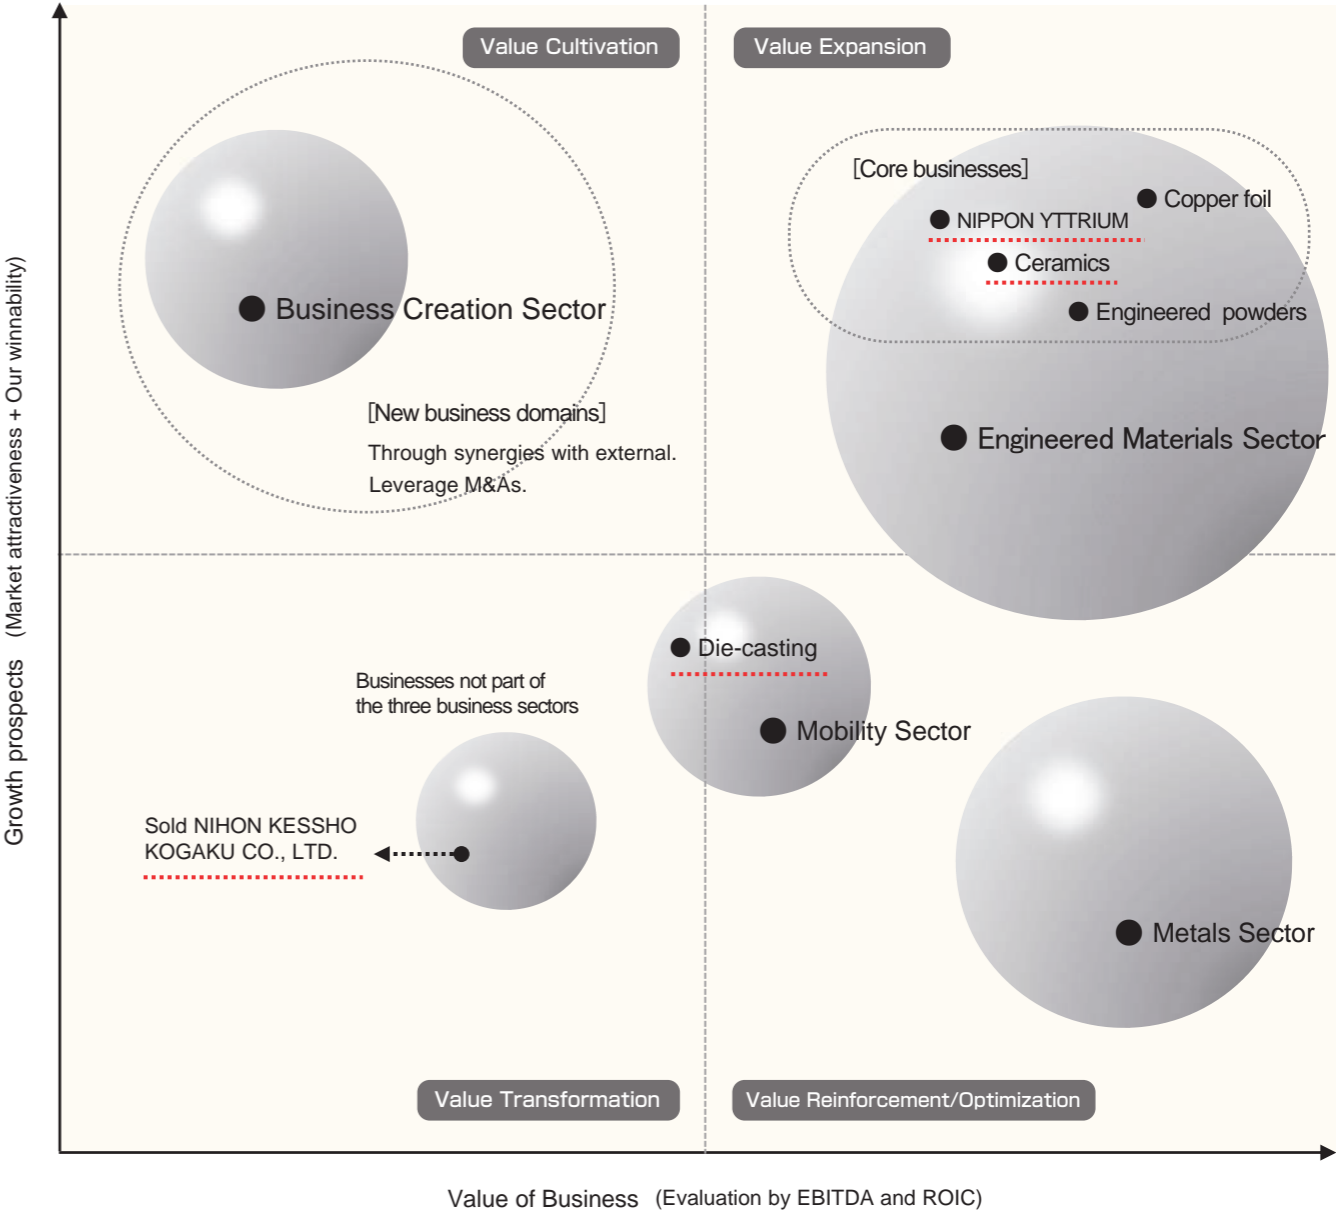 Value Cultivation
Value Expansion
[Core businesses]
Copper foil
NIPPON YTTRIUM
Ceramics
Engineered powders
Business Creation Sector
[New business domains]
Through synergies with external.
Leverage M&As.
Engineered Materials Sector
Growth prospects (Market attractiveness + Our winnability)
Die-casting
Mobility Sector
Businesses not part of
the three business sectors
Sold NIHON KESSHO
KOGAKU CO., LTD.
Metals Sector
Value Transformation
Value Reinforcement/Optimization
Value of Business (Evaluation by EBITDA and ROIC)